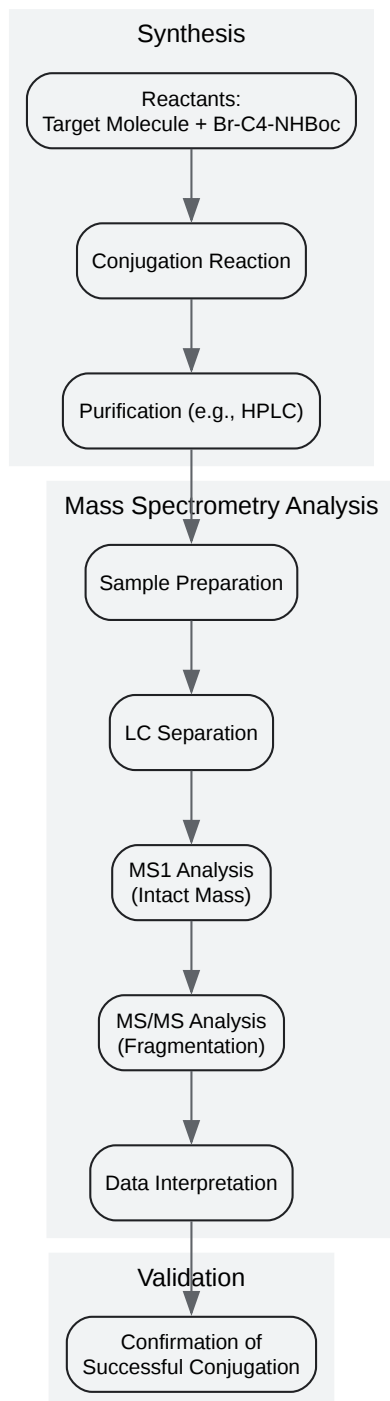 Synthesis
Reactants:
Target Molecule + Br-C4-NHBoc
Conjugation Reaction
Purification (e.g., HPLC)
Mass Spectrometry Analysis
Sample Preparation
LC Separation
MS1 Analysis
(Intact Mass)
MS/MS Analysis
(Fragmentation)
Data Interpretation
Validation
Confirmation of
Successful Conjugation